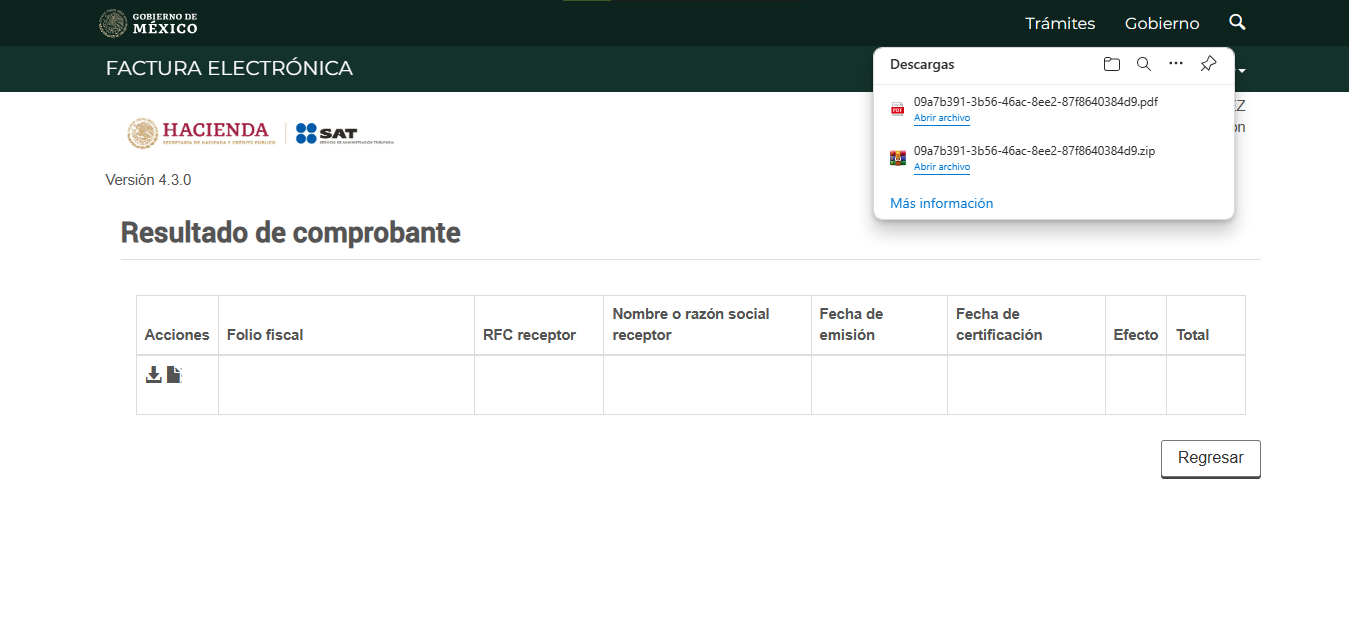 GOBIERNO DE
MÉXICO
Trámites
Gobierno
FACTURA ELECTRÓNICA
Descargas
09a7b391-3b56-46ac-8ee2-87f8640384d9.pdf
Abrir archivo
09a7b391-3b56-46ac-8ee2-87f8640384d9.zip
Abrir archivo
Más información
EZ
ón
HACIENDA
SECRETARÍA DE HACIENDA Y CRÉDITO PÚBLICO
SAT
SERVICIO DE ADMINISTRACIÓN TRIBUTARIA
Versión 4.3.0
Resultado de comprobante
Acciones
Folio fiscal
RFC receptor
Nombre o razón social
receptor
Fecha de
emisión
Fecha de
certificación
Efecto
Total
Regresar